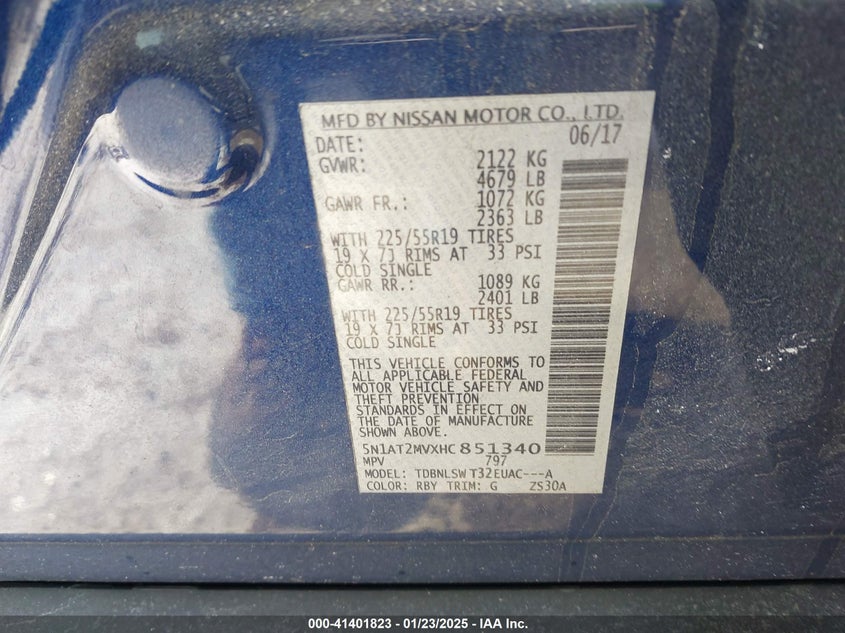 MFD BY NISSAN MOTOR CO., LTD.
DATE: 06/17
GVWR: 2122 KG
4679 LB
GAWR FR.: 1072 KG
2363 LB
WITH 225/55R19 TIRES
19 X 7J RIMS AT 33 PSI
COLD SINGLE
GAWR RR.: 1089 KG
2401 LB
WITH 225/55R19 TIRES
19 X 7J RIMS AT 33 PSI
COLD SINGLE
THIS VEHICLE CONFORMS TO
ALL APPLICABLE FEDERAL
MOTOR VEHICLE SAFETY AND
THEFT PREVENTION
STANDARDS IN EFFECT ON
THE DATE OF MANUFACTURE
SHOWN ABOVE.
5N1AT2MVXHC851340
MPV 797
MODEL: TDBNLSW T32EUAC---A
COLOR: RBY TRIM: G ZS30A
000-41401823 / 01/23/2025 - IAA Inc.